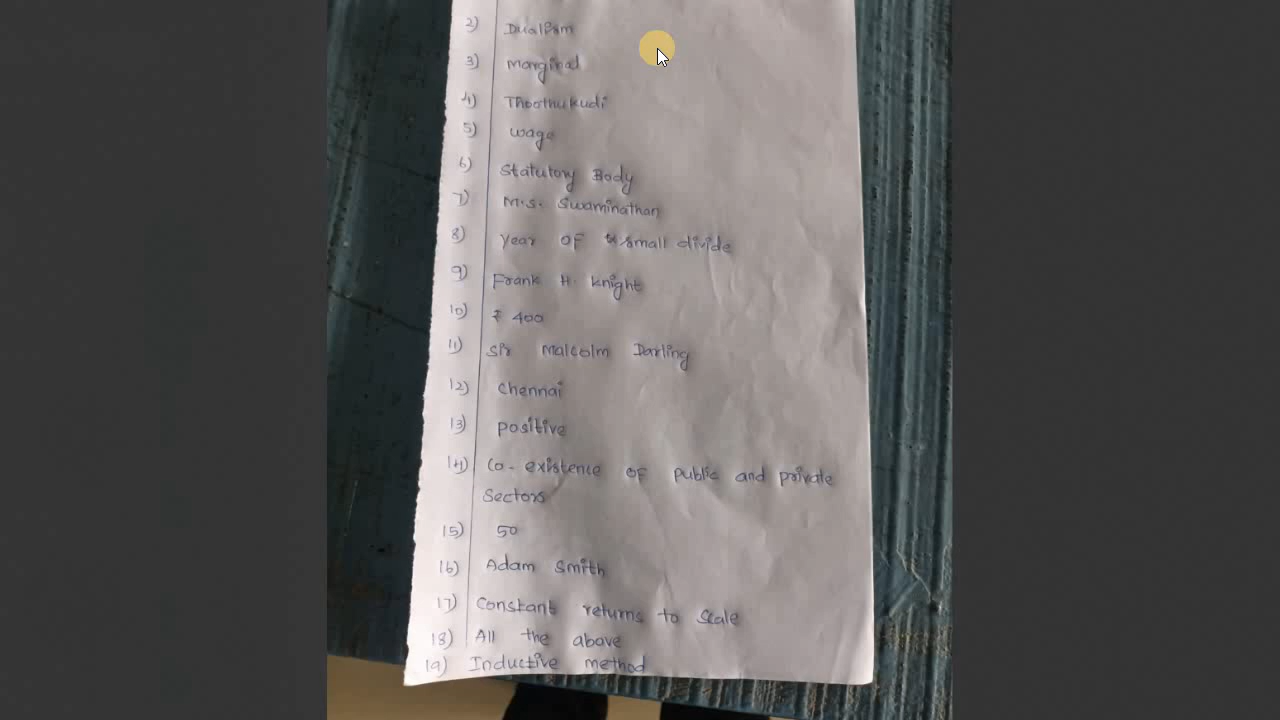 2) Dualism
3) marginal
4) Thoothukudi
5) wage
6) Statutory Body
7) M.S. Swaminathan
8) year OF small divide
9) Frank H. Knight
10) ₹ 400
11) Sir Malcolm Darling
12) Chennai
13) positive
14) Co-existence OF public and private
Sectors
15) 50
16) Adam Smith
17) Constant returns to Scale
18) All the above
19) Inductive method